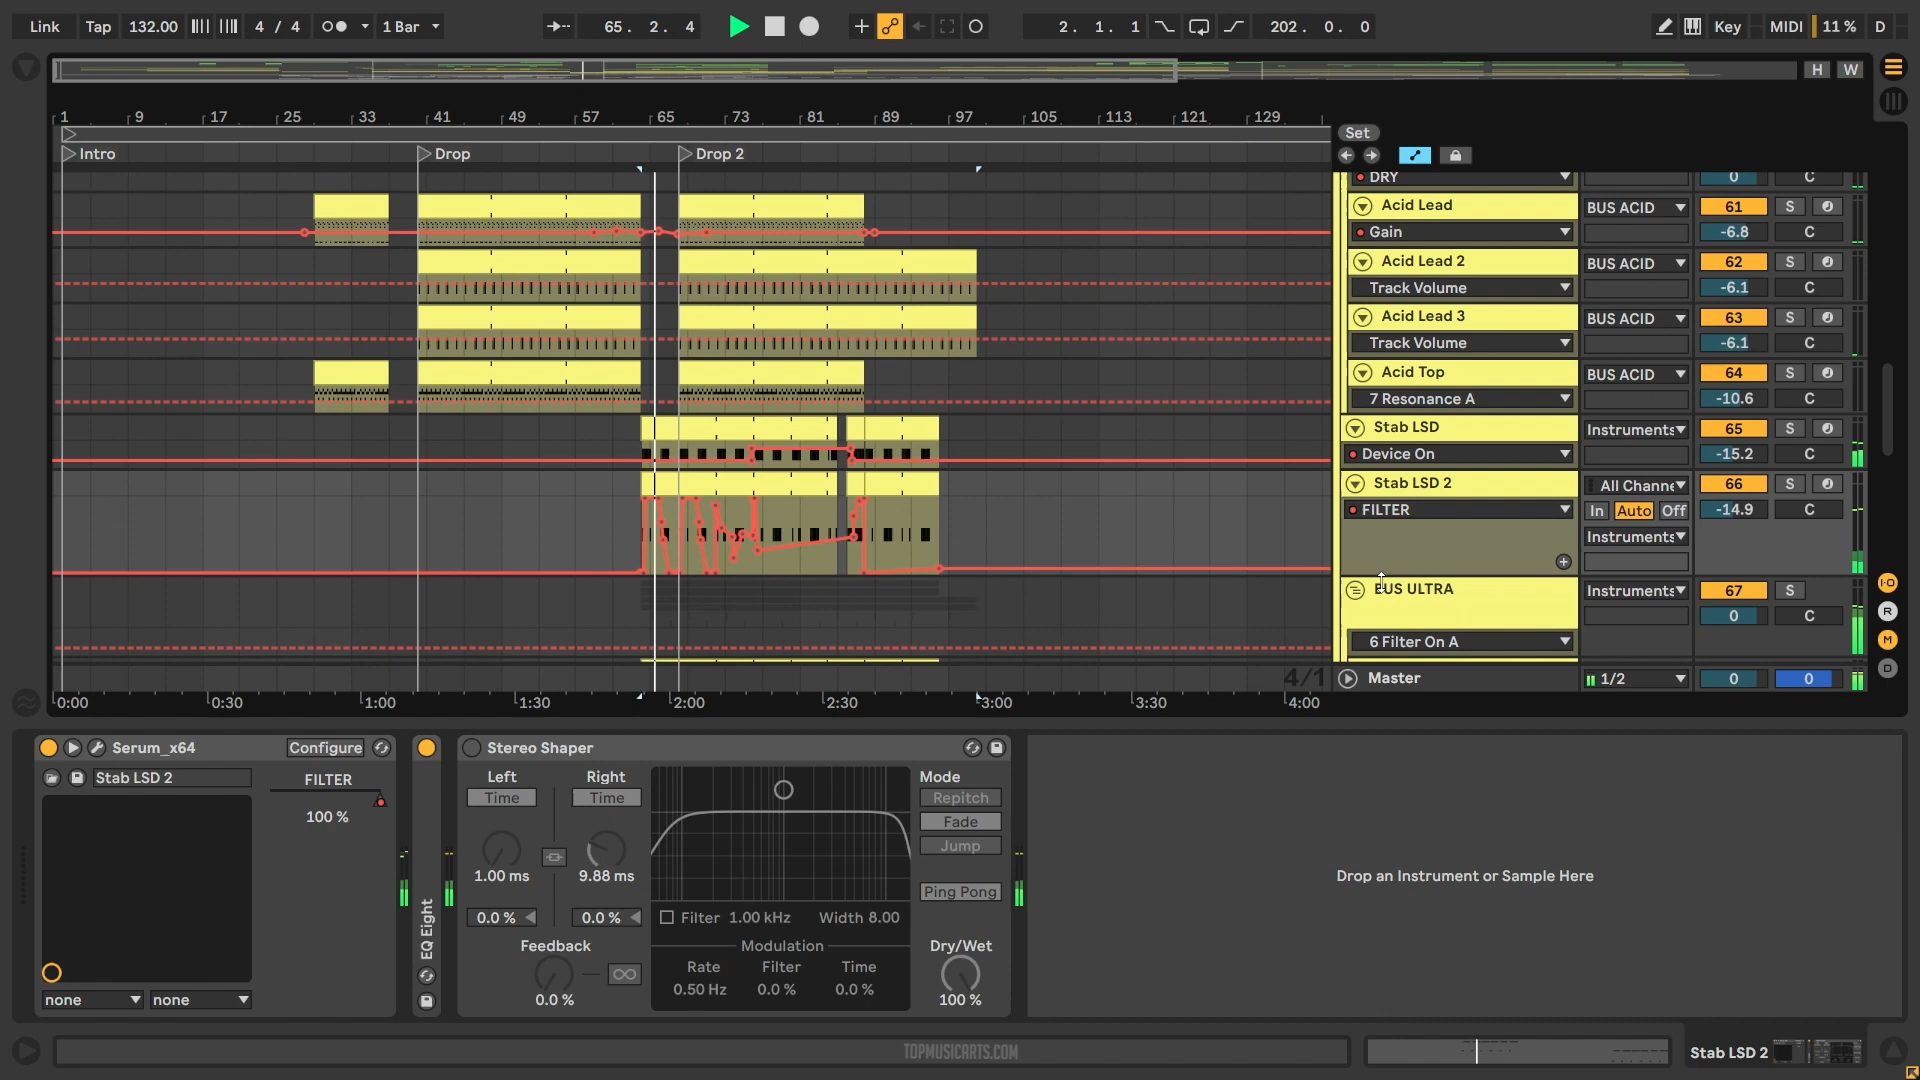 Link Tap 132.00 4 / 4 1 Bar 65. 2. 4 2. 1. 1 202. 0. 0 Key MIDI 11 % D
H W
1 9 17 25 33 41 49 57 65 73 81 89 97 105 113 121 129
Set
Intro Drop Drop 2
DRY 0 C
Acid Lead BUS ACID 61 S
Gain -6.8 C
Acid Lead 2 BUS ACID 62 S
Track Volume -6.1 C
Acid Lead 3 BUS ACID 63 S
Track Volume -6.1 C
Acid Top BUS ACID 64 S
7 Resonance A -10.6 C
Stab LSD Instruments 65 S
Device On -15.2 C
Stab LSD 2 All Channe 66 S
FILTER In Auto Off -14.9 C
Instruments
BUS ULTRA Instruments 67 S
0 C
6 Filter On A
4/1 Master 1/2 0 0
I·O
R
M
D
0:00 0:30 1:00 1:30 2:00 2:30 3:00 3:30 4:00
Serum_x64 Configure
Stab LSD 2 FILTER
100 %
none none
EQ Eight
Stereo Shaper
Left Right Mode
Time Time Repitch
Fade
Jump
1.00 ms 9.88 ms
Ping Pong
0.0 % 0.0 % Filter 1.00 kHz Width 8.00
Feedback Modulation Dry/Wet
Rate Filter Time
0.0 % 0.50 Hz 0.0 % 0.0 % 100 %
Drop an Instrument or Sample Here
TOPMUSICARTS.COM
Stab LSD 2